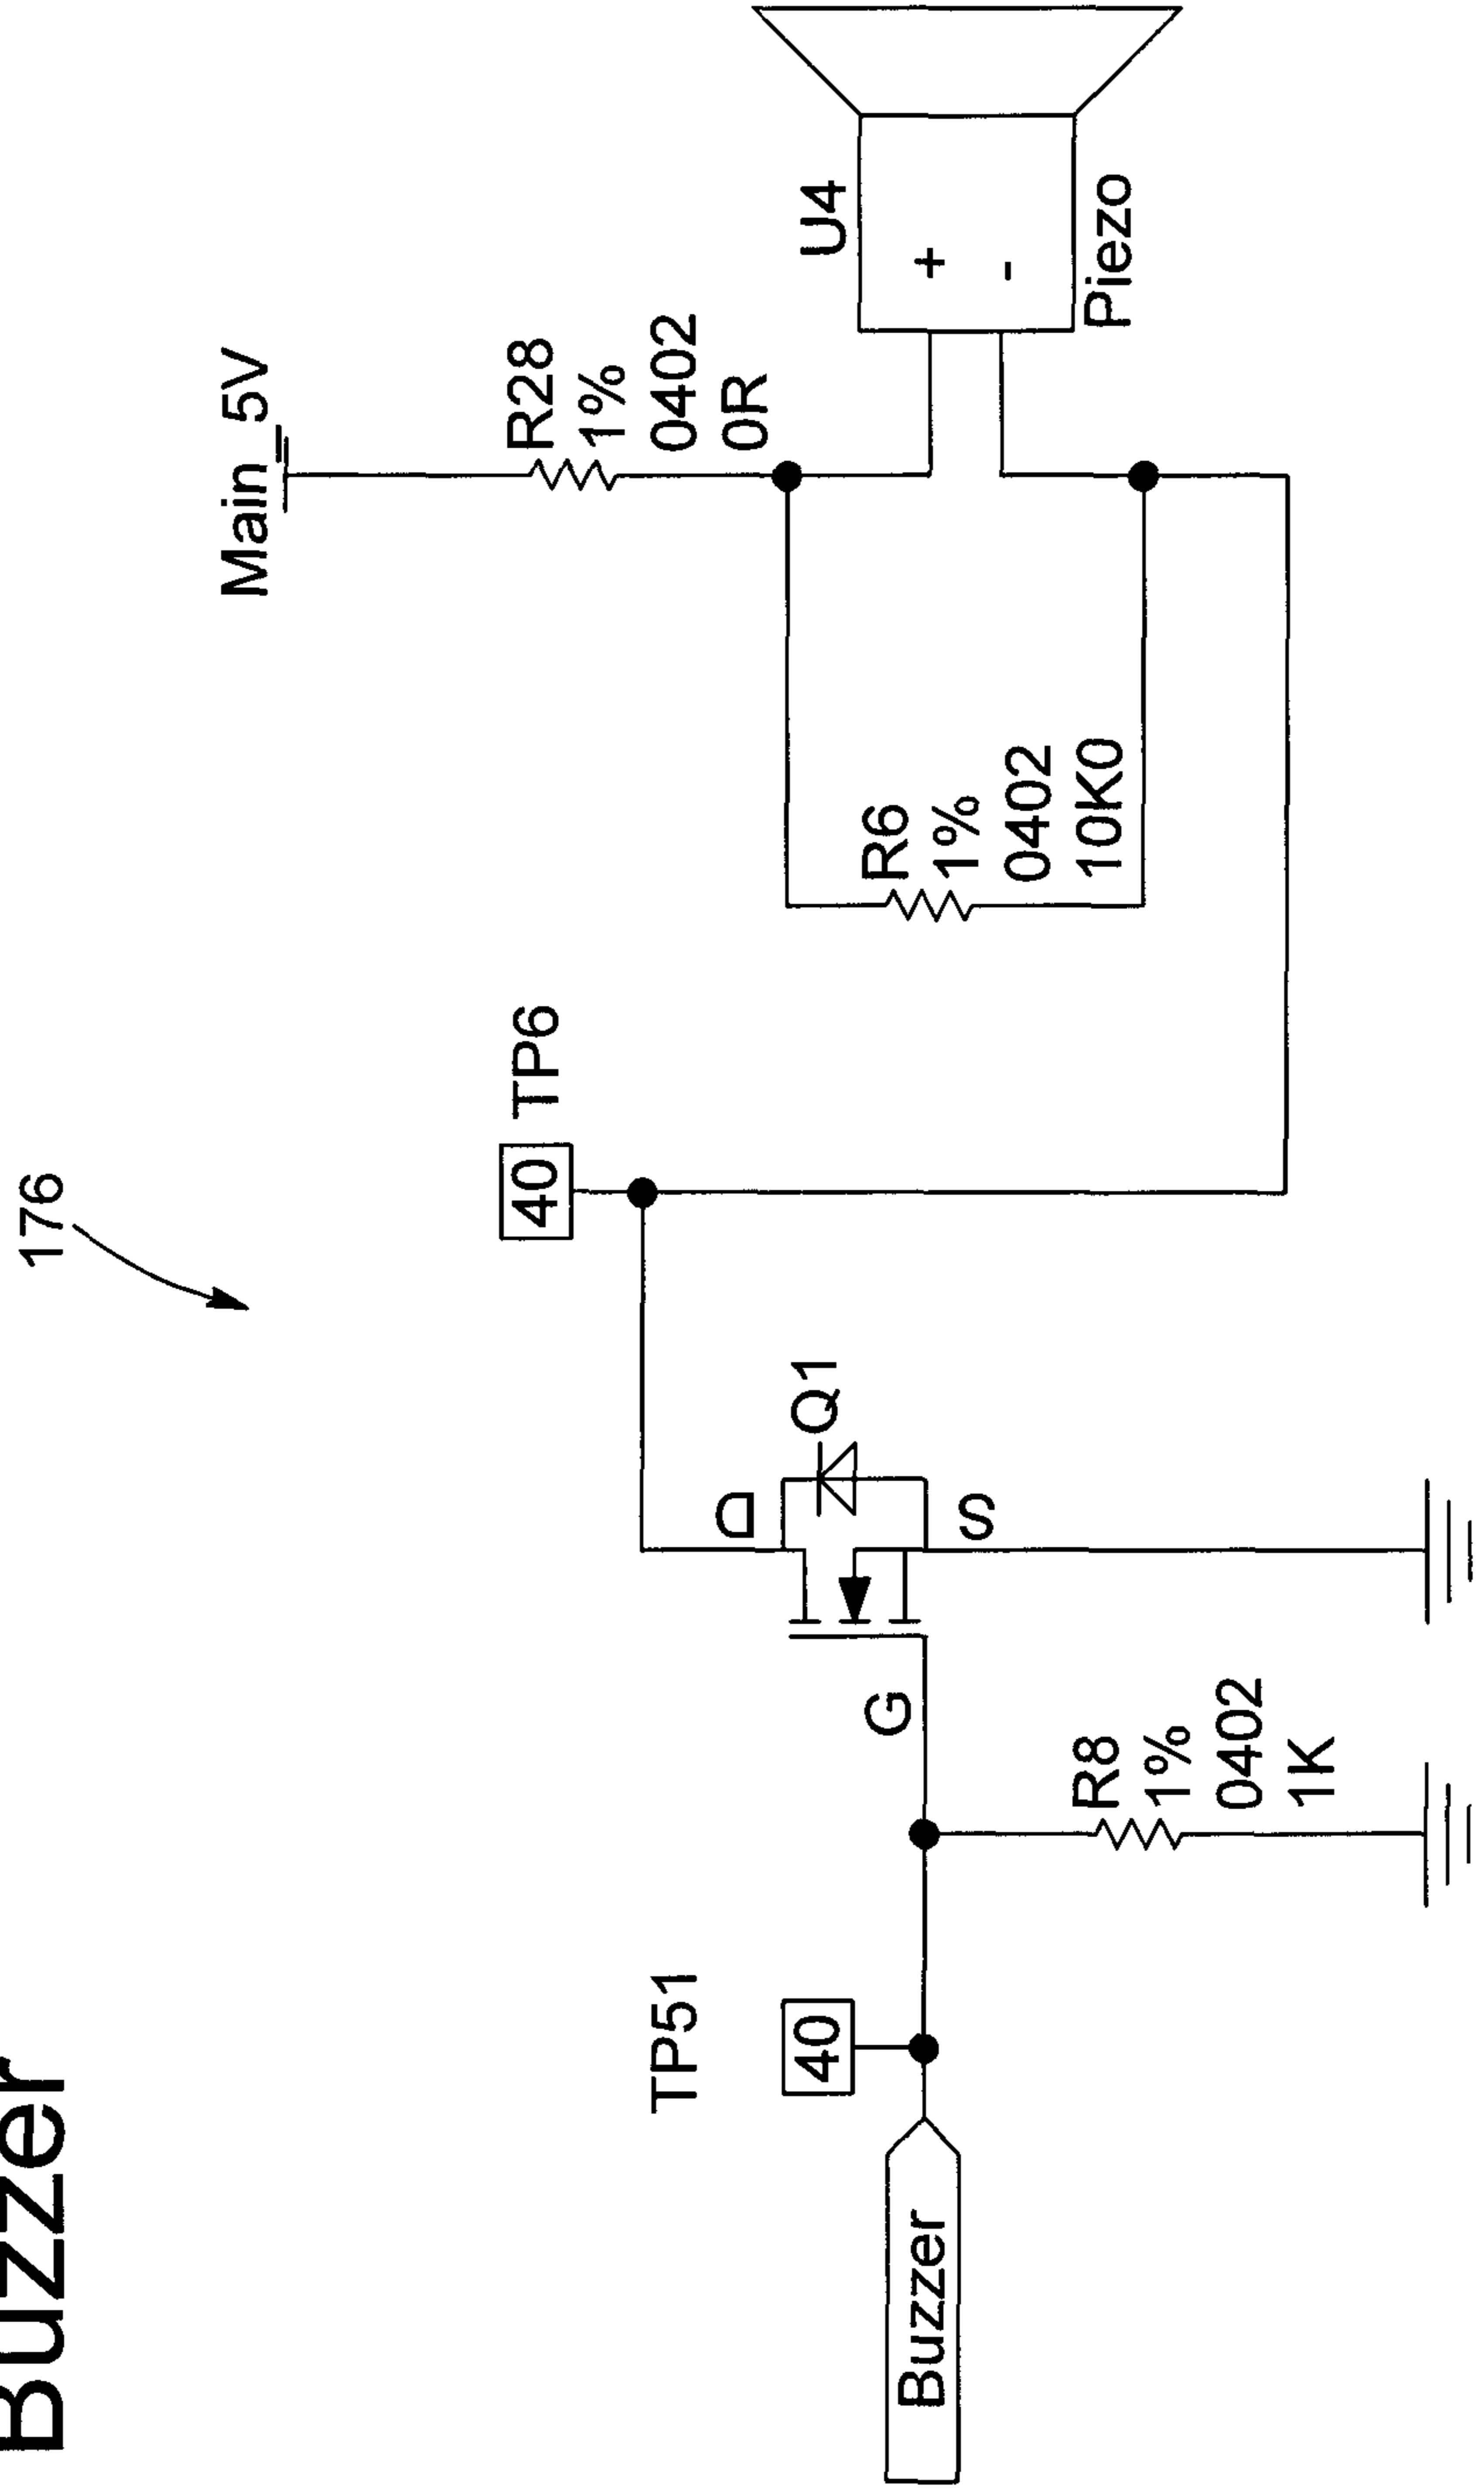 Buzzer
176
Main_5V
R28
1%
0402
0R
U4
+
-
Piezo
R6
1%
0402
10K0
40 TP6
D
Q1
S
G
R8
1%
0402
1K
TP51
40
Buzzer